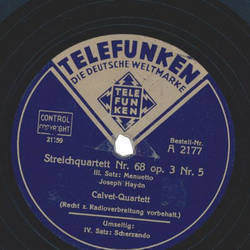 TELEFUNKEN
DIE DEUTSCHE WELTMARKE
TELE
FUN
KEN
CONTROL
COPYRIGHT
21159
Bestell-Nr.
A 2177
Streichquartett Nr. 68 op. 3 Nr. 5
III. Satz: Menuetto
Joseph Haydn
Calvet-Quartett
(Recht z. Radioverbreitung vorbehalt.)
Umseitig:
IV. Satz: Scherzando